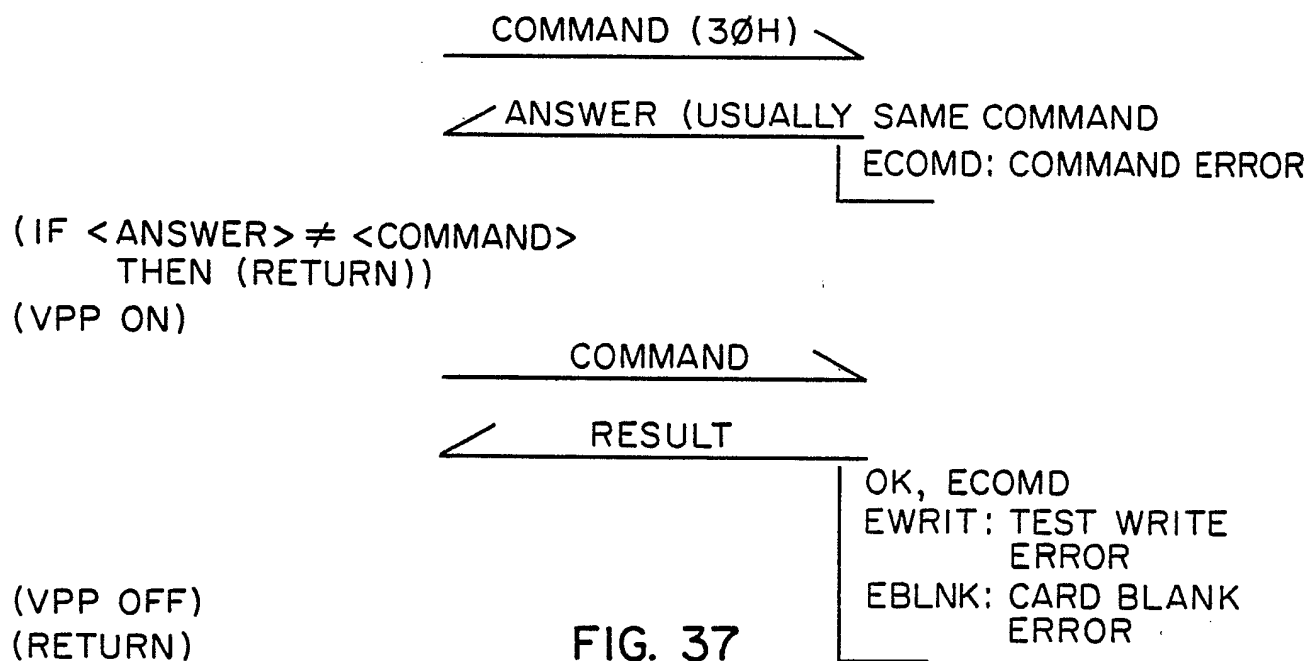 COMMAND (3ØH)
ANSWER (USUALLY SAME COMMAND
ECOMD: COMMAND ERROR
(IF <ANSWER> ≠ <COMMAND>
THEN (RETURN))
(VPP ON)
COMMAND
RESULT
OK, ECOMD
EWRIT: TEST WRITE
ERROR
EBLNK: CARD BLANK
ERROR
(VPP OFF)
(RETURN)
FIG. 37